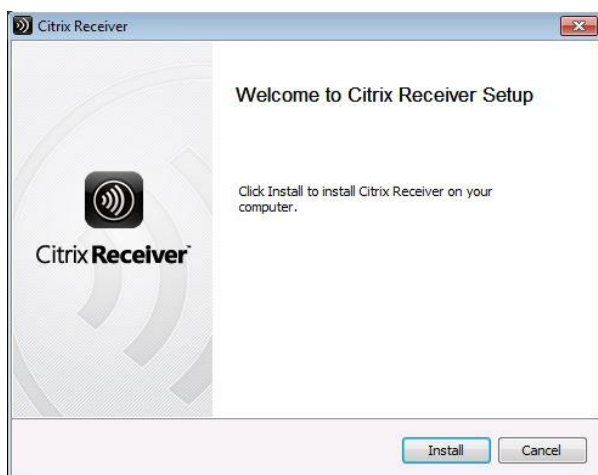 Citrix Receiver
Welcome to Citrix Receiver Setup
Click Install to install Citrix Receiver on your
computer.
Citrix Receiver™
Install
Cancel